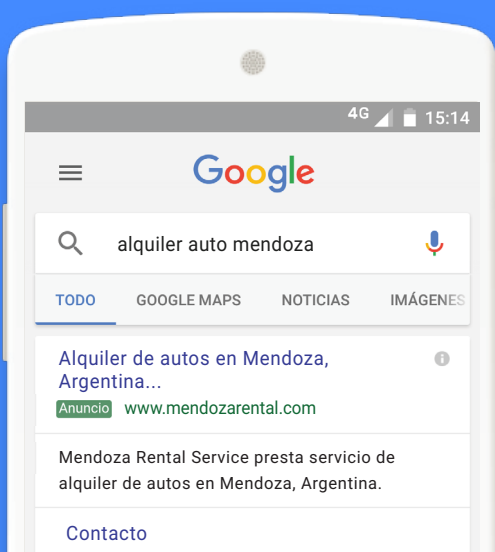 4G 15:14
Google
alquiler auto mendoza
TODO GOOGLE MAPS NOTICIAS IMÁGENES
Alquiler de autos en Mendoza,
Argentina...
Anuncio www.mendozarental.com
Mendoza Rental Service presta servicio de
alquiler de autos en Mendoza, Argentina.
Contacto